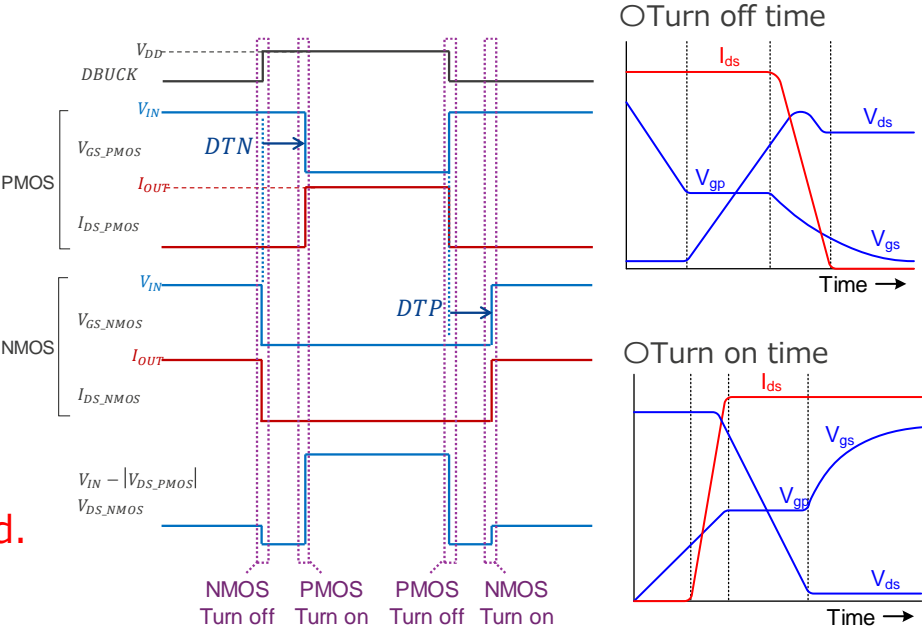 V_DD
DBUCK
PMOS
V_IN
V_GS_PMOS
DTN
I_OUT
I_DS_PMOS
NMOS
V_IN
V_GS_NMOS
DTP
I_OUT
I_DS_NMOS
V_IN − |V_DS_PMOS|
V_DS_NMOS
d.
NMOS Turn off
PMOS Turn on
PMOS Turn off
NMOS Turn on
○Turn off time
I_ds
V_ds
V_gp
V_gs
Time →
○Turn on time
I_ds
V_gs
V_gp
V_ds
Time →